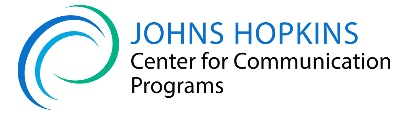 JOHNS HOPKINS
Center for Communication
Programs